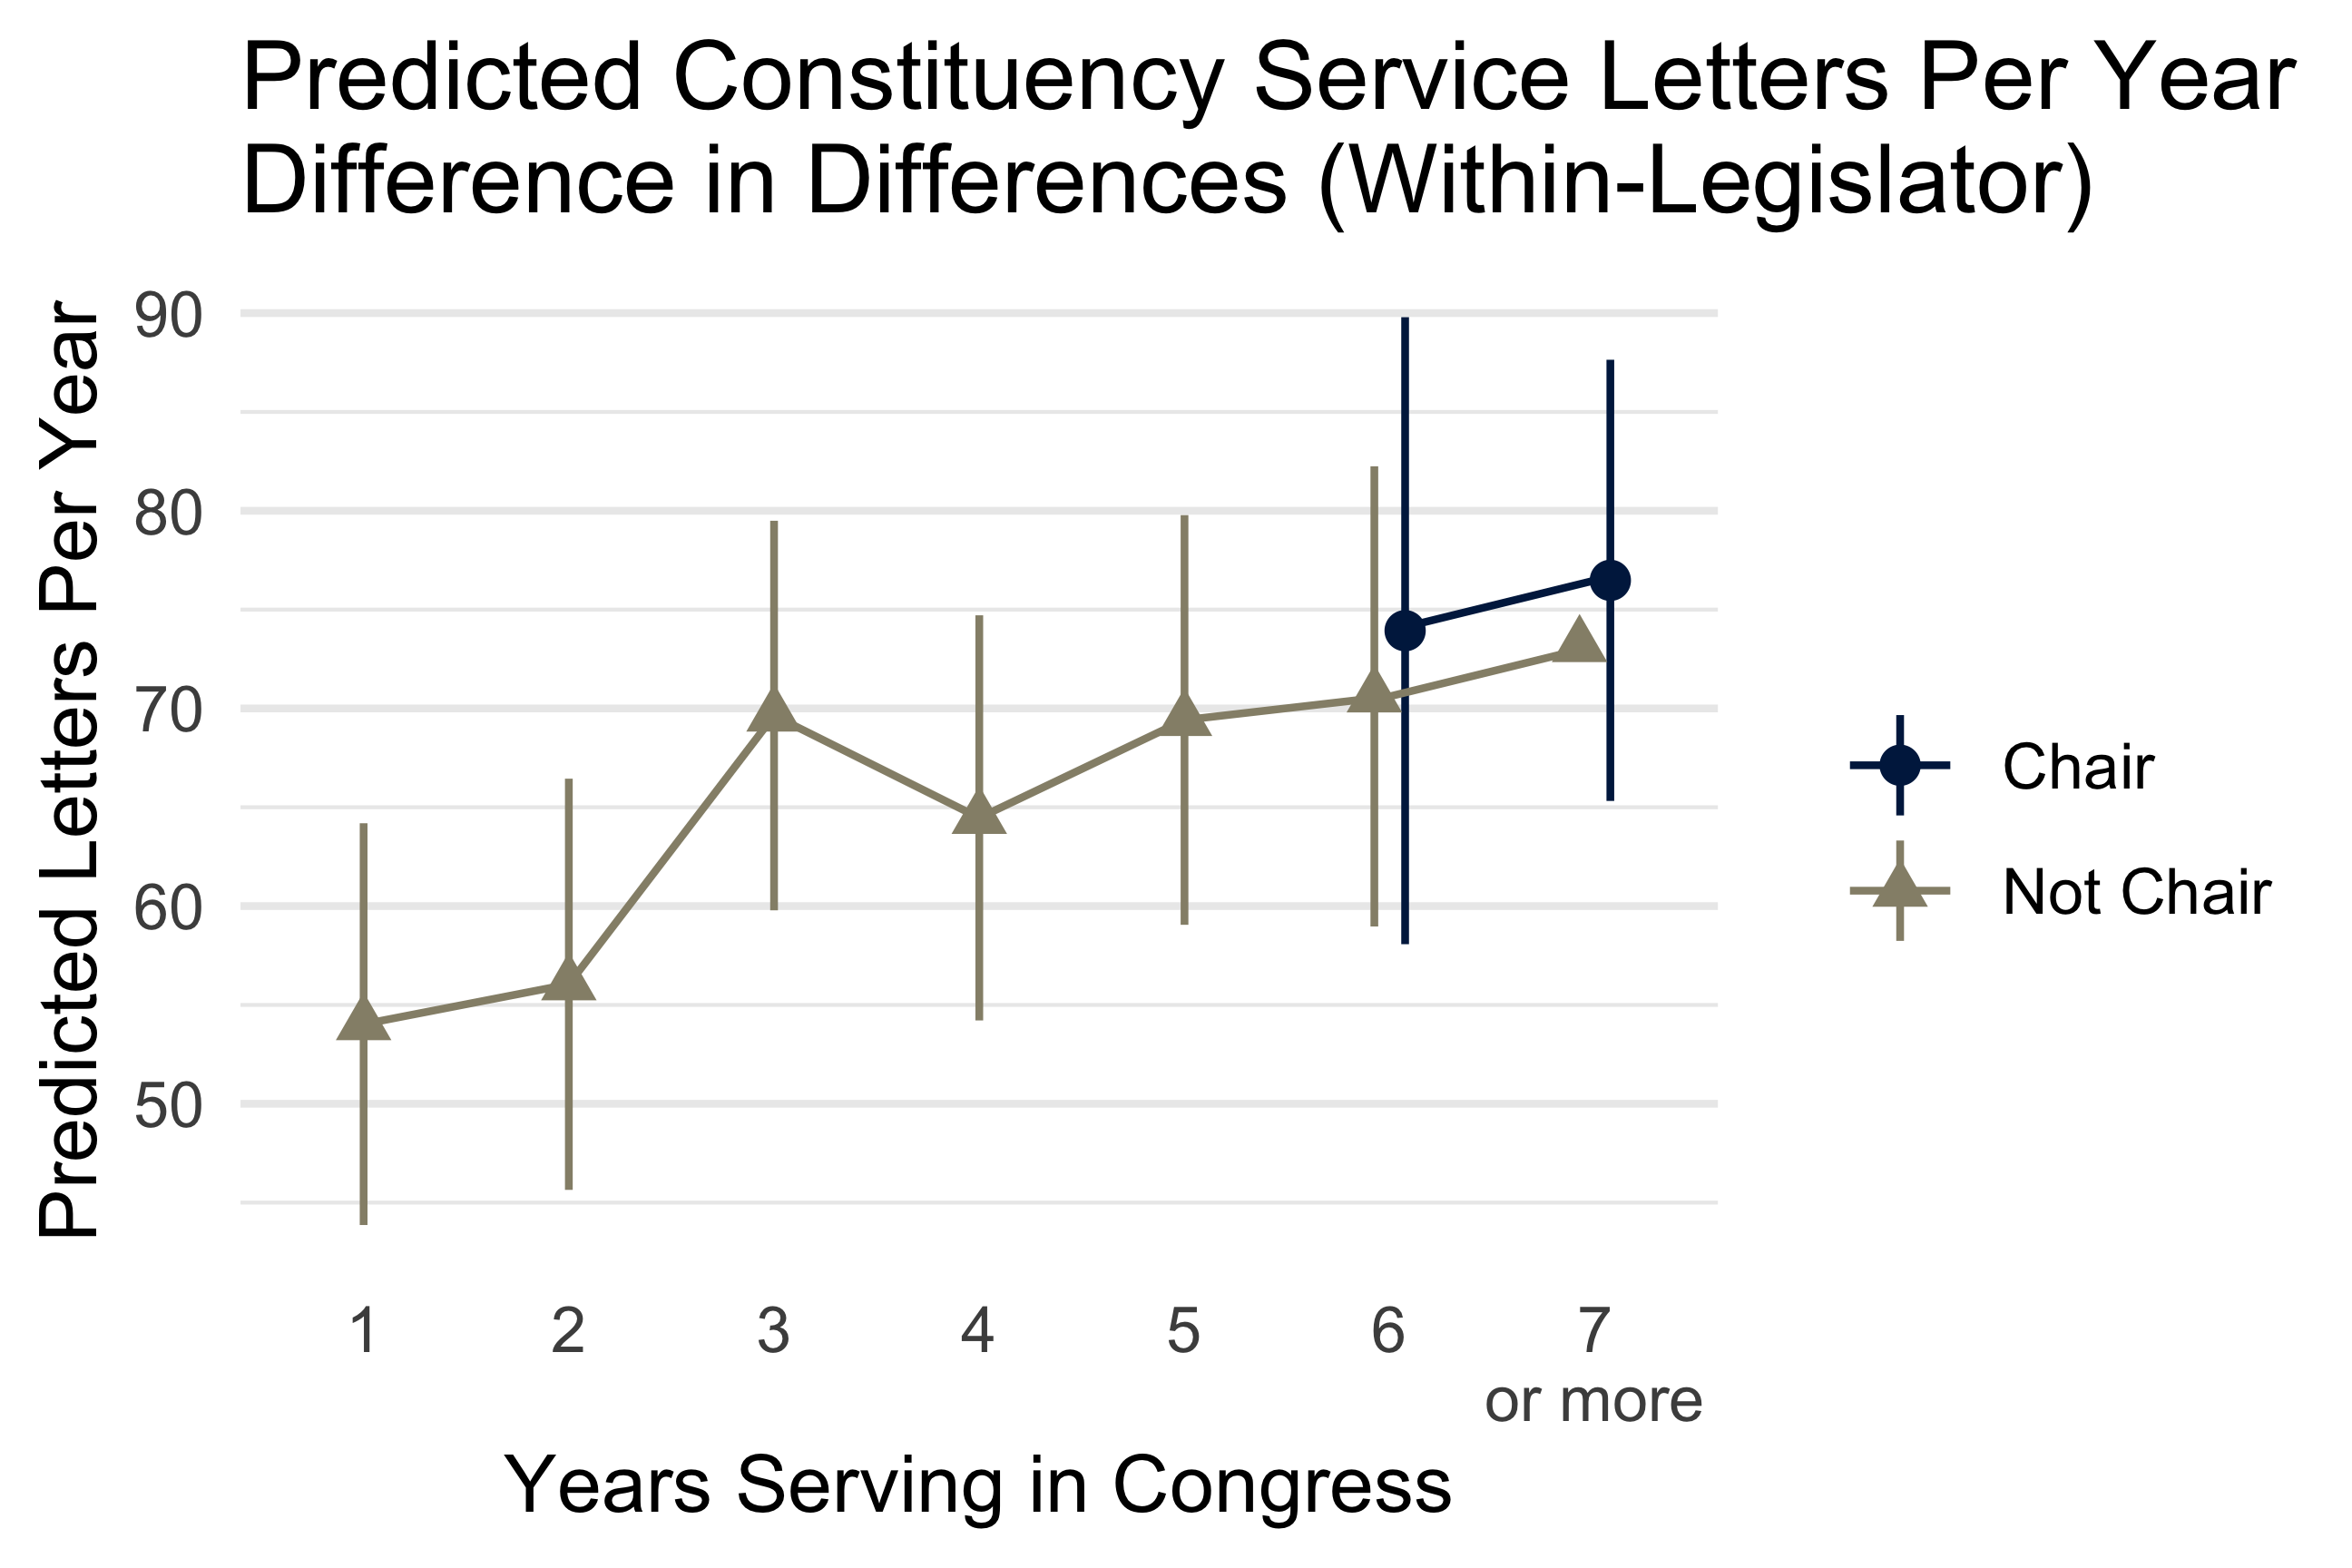 Predicted Constituency Service Letters Per Year
Difference in Differences (Within-Legislator)
Predicted Letters Per Year
90
80
70
60
50
1 2 3 4 5 6 7
or more
Years Serving in Congress
Chair
Not Chair